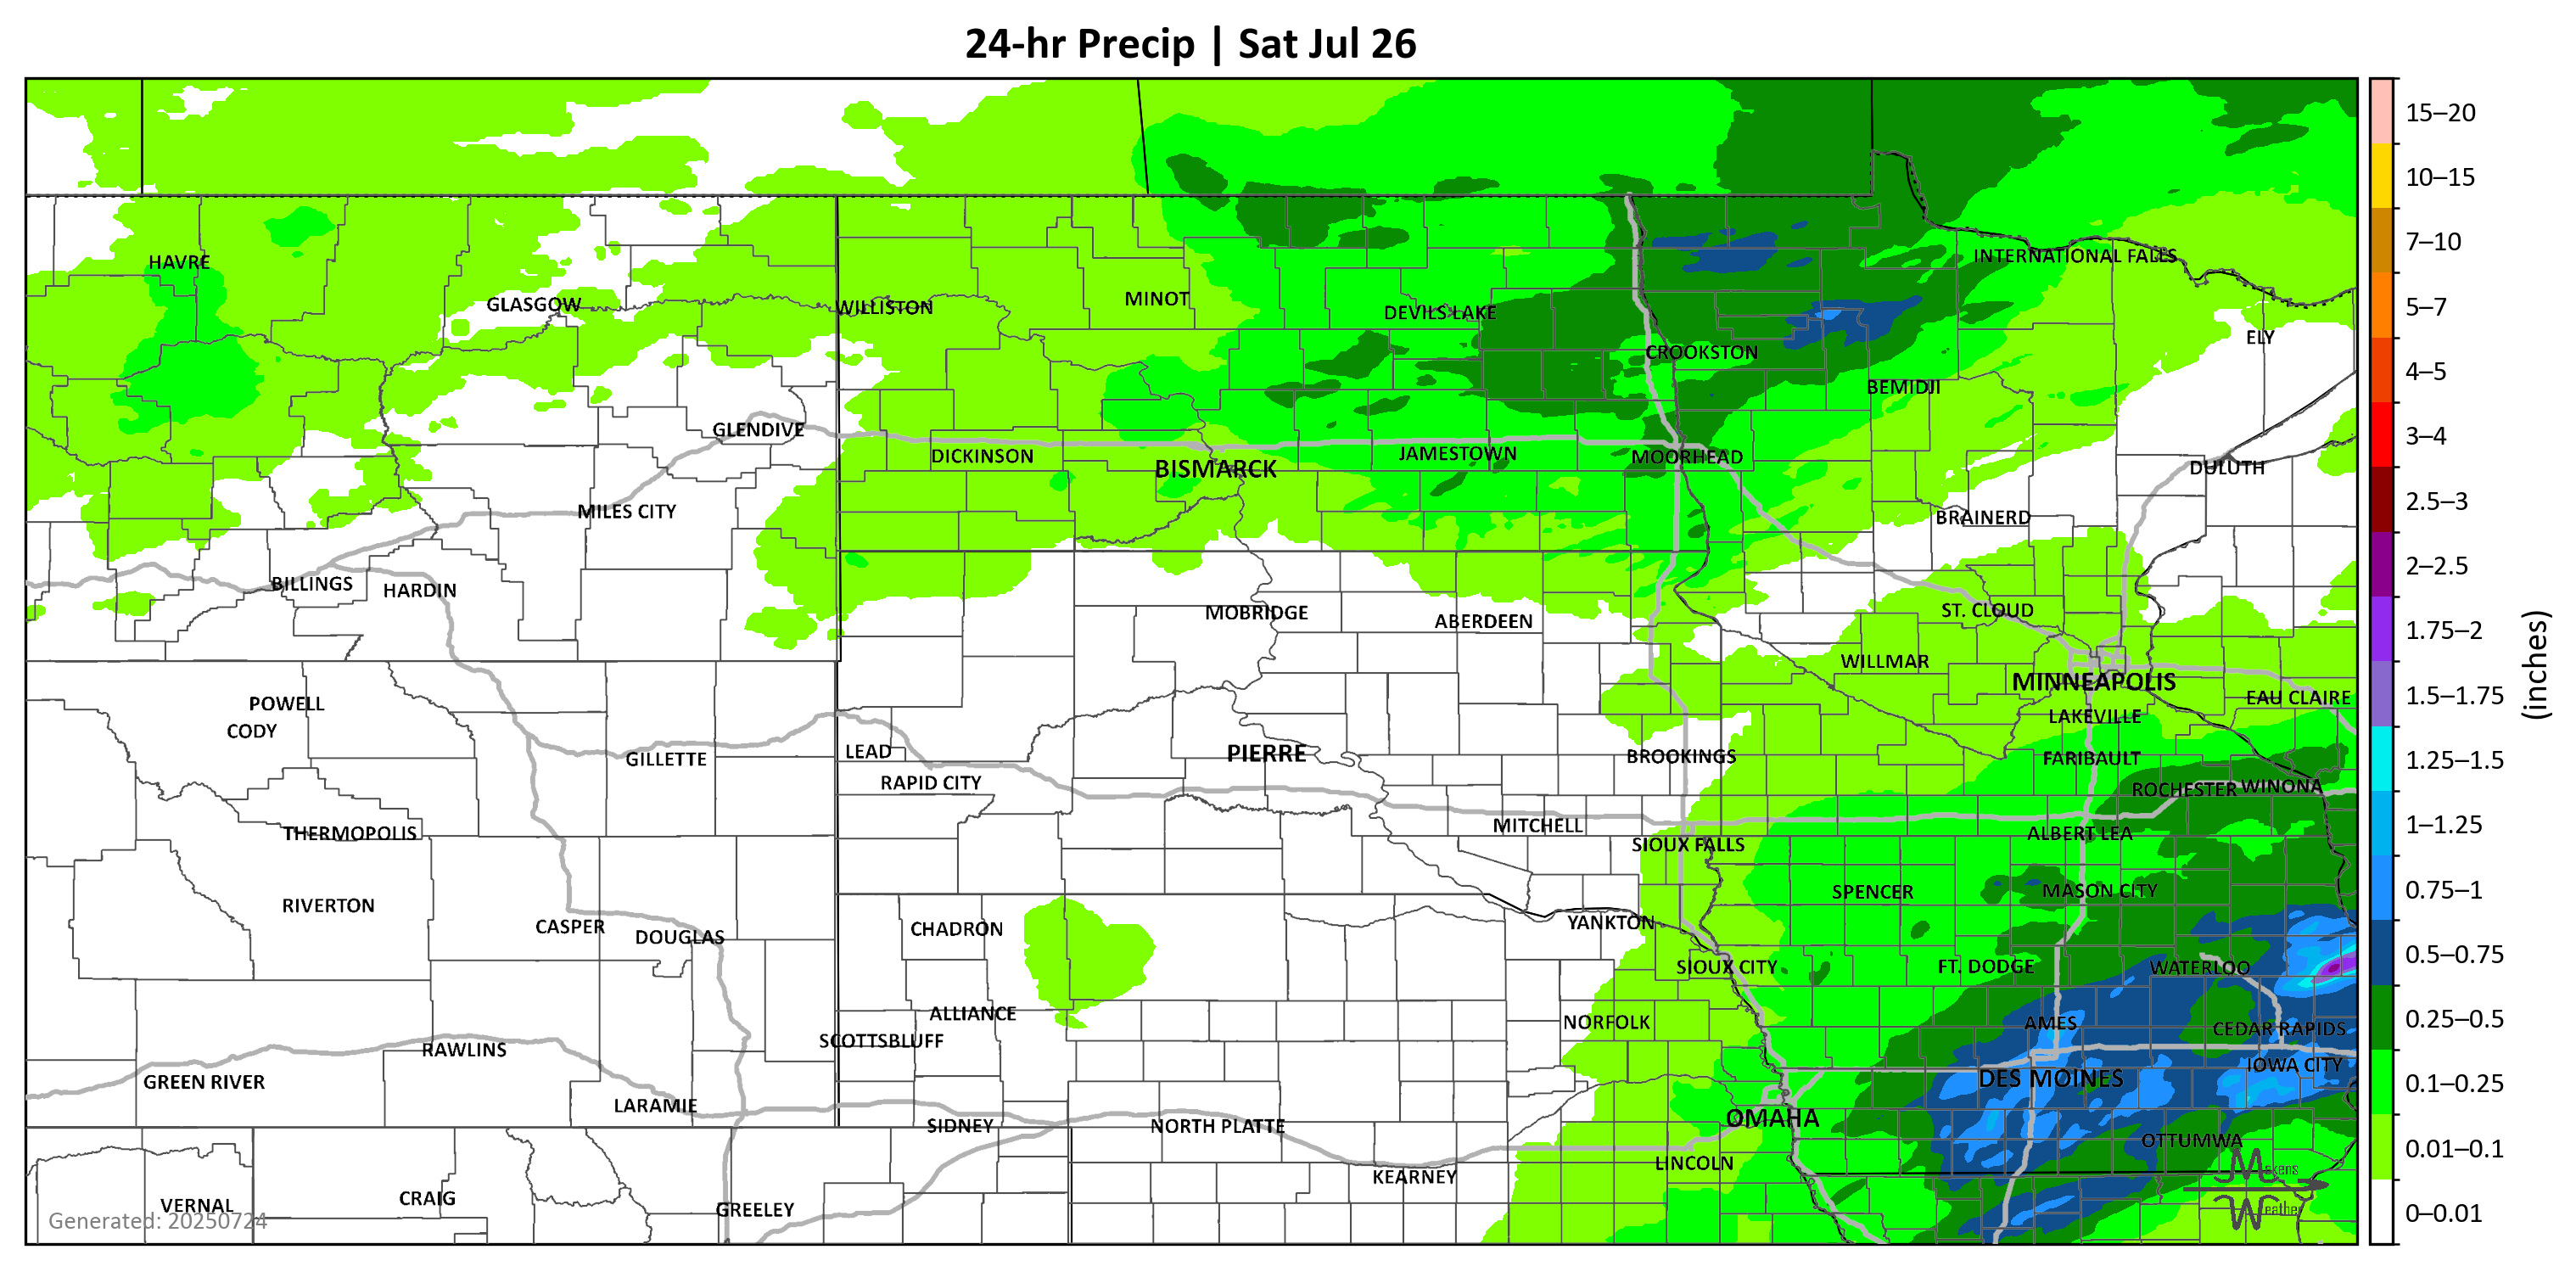 24-hr Precip | Sat Jul 26
15–20
10–15
7–10
5–7
4–5
3–4
2.5–3
2–2.5
1.75–2
1.5–1.75
1.25–1.5
1–1.25
0.75–1
0.5–0.75
0.25–0.5
0.1–0.25
0.01–0.1
0–0.01
(inches)
HAVRE
INTERNATIONAL FALLS
GLASGOW
WILLISTON
MINOT
DEVILS LAKE
ELY
CROOKSTON
BEMIDJI
GLENDIVE
DICKINSON
BISMARCK
JAMESTOWN
MOORHEAD
DULUTH
MILES CITY
BRAINERD
BILLINGS
HARDIN
MOBRIDGE
ABERDEEN
ST. CLOUD
WILLMAR
MINNEAPOLIS
EAU CLAIRE
POWELL
CODY
LAKEVILLE
GILLETTE
LEAD
PIERRE
BROOKINGS
FARIBAULT
RAPID CITY
ROCHESTER
WINONA
THERMOPOLIS
MITCHELL
SIOUX FALLS
ALBERT LEA
RIVERTON
SPENCER
MASON CITY
CASPER
DOUGLAS
CHADRON
YANKTON
SIOUX CITY
FT. DODGE
WATERLOO
ALLIANCE
SCOTTSBLUFF
NORFOLK
AMES
CEDAR RAPIDS
RAWLINS
GREEN RIVER
IOWA CITY
DES MOINES
LARAMIE
SIDNEY
NORTH PLATTE
OMAHA
OTTUMWA
KEARNEY
LINCOLN
VERNAL
CRAIG
GREELEY
Makens
Weather
Generated: 20250724